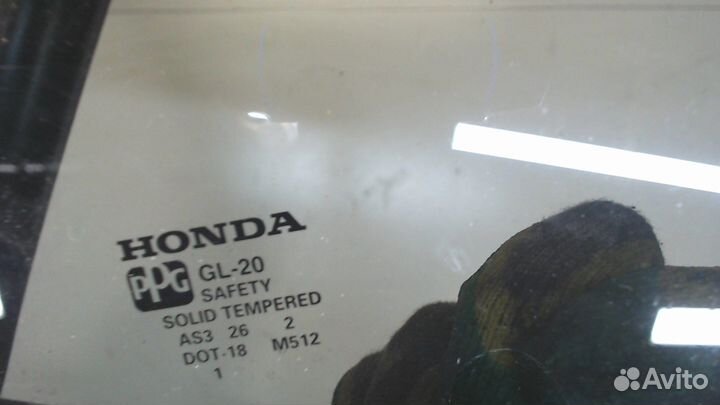 HONDA
PPG GL-20
SAFETY
SOLID TEMPERED
AS3 26 2
DOT-18 M512
1
Avito